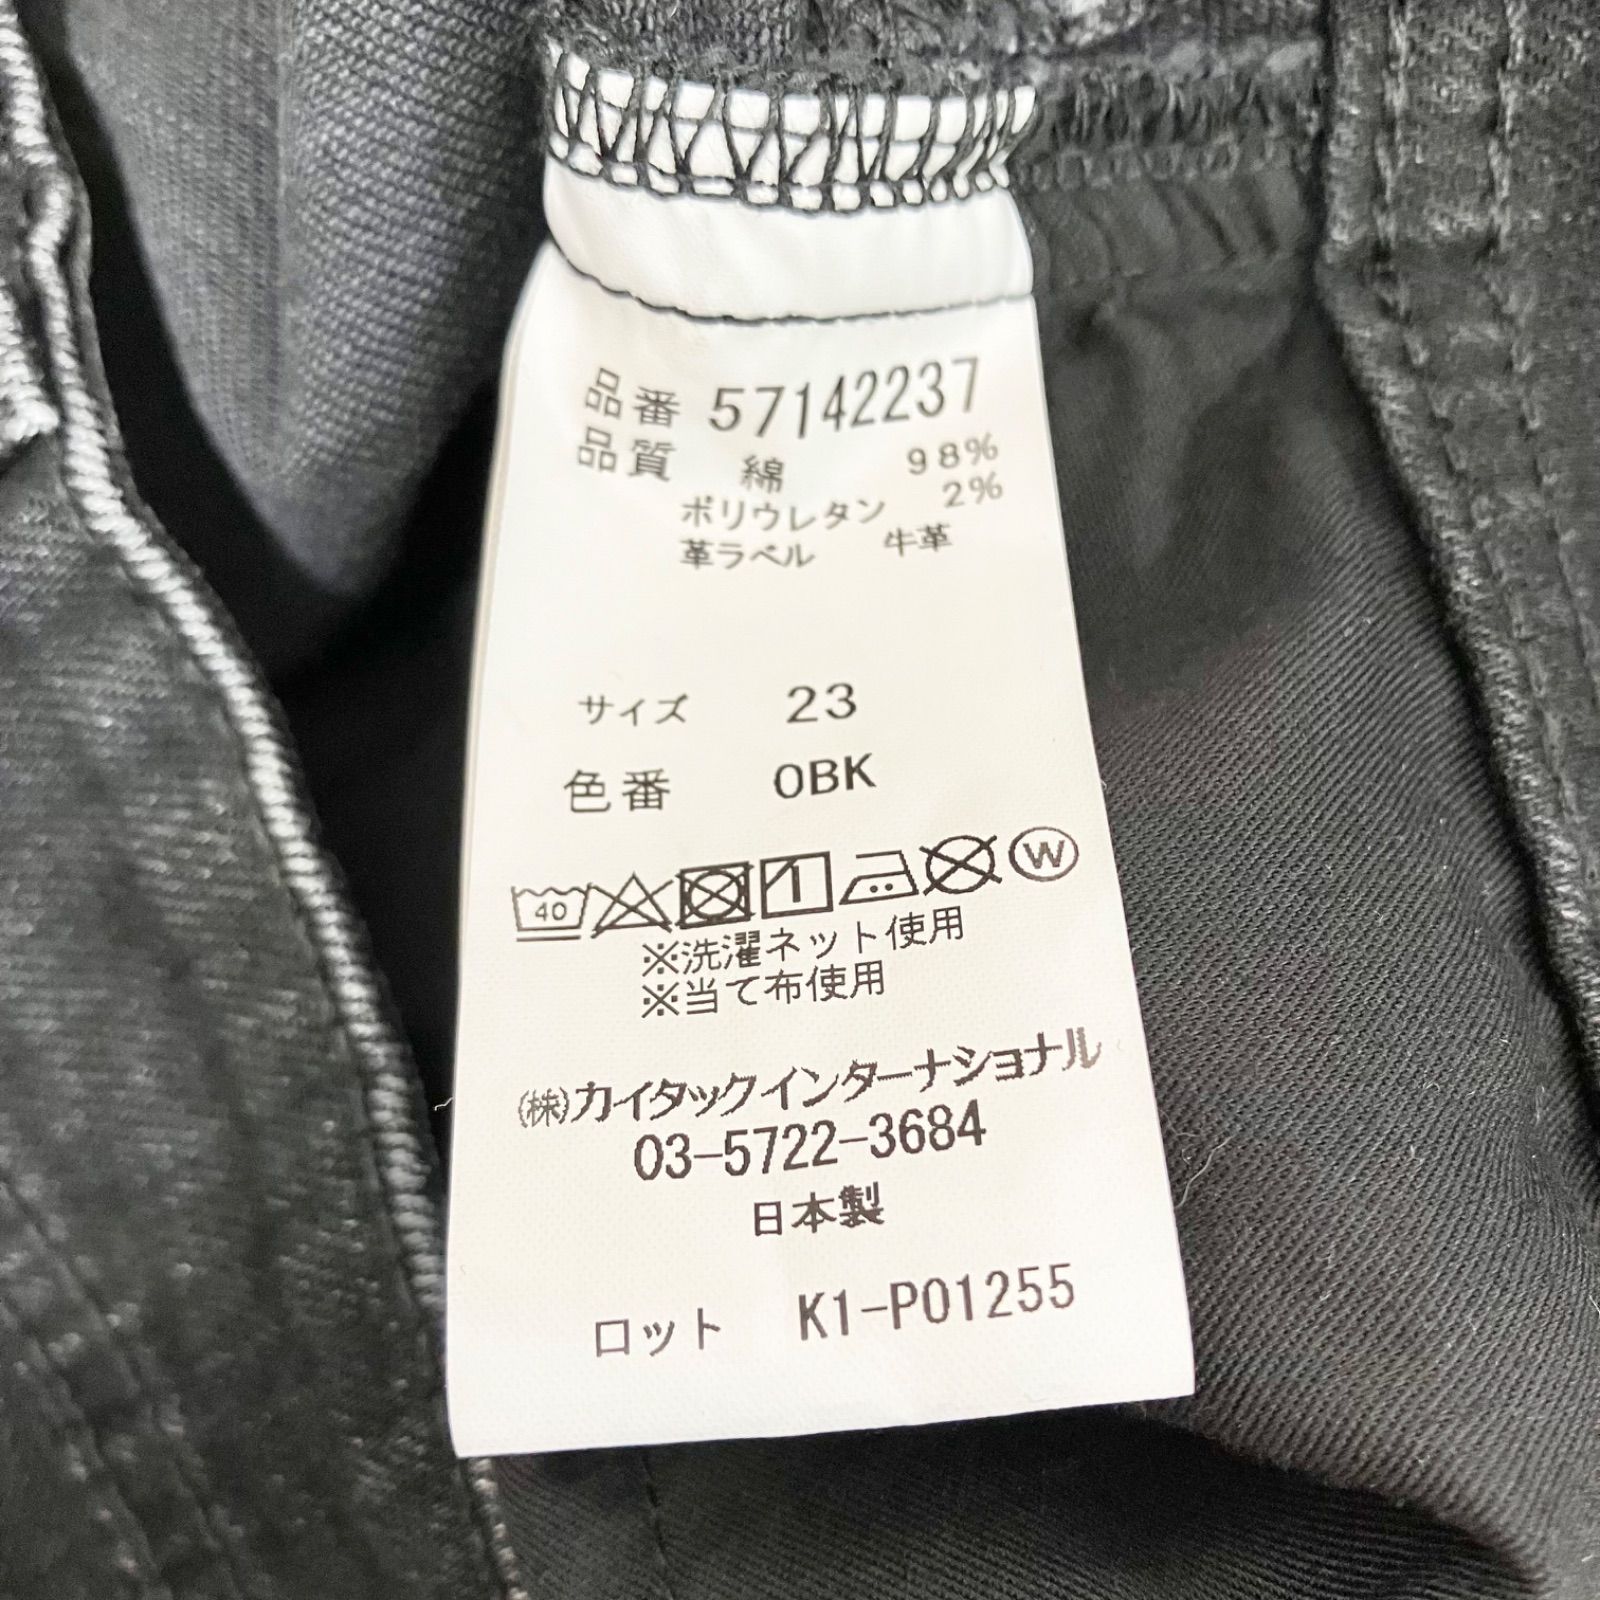 品番 57142237
品質 綿 98%
ポリウレタン 2%
革ラベル 牛革
サイズ 23
色番 0BK
40 W
※洗濯ネット使用
※当て布使用
(株)カイタックインターナショナル
03-5722-3684
日本製
ロット K1-P01255